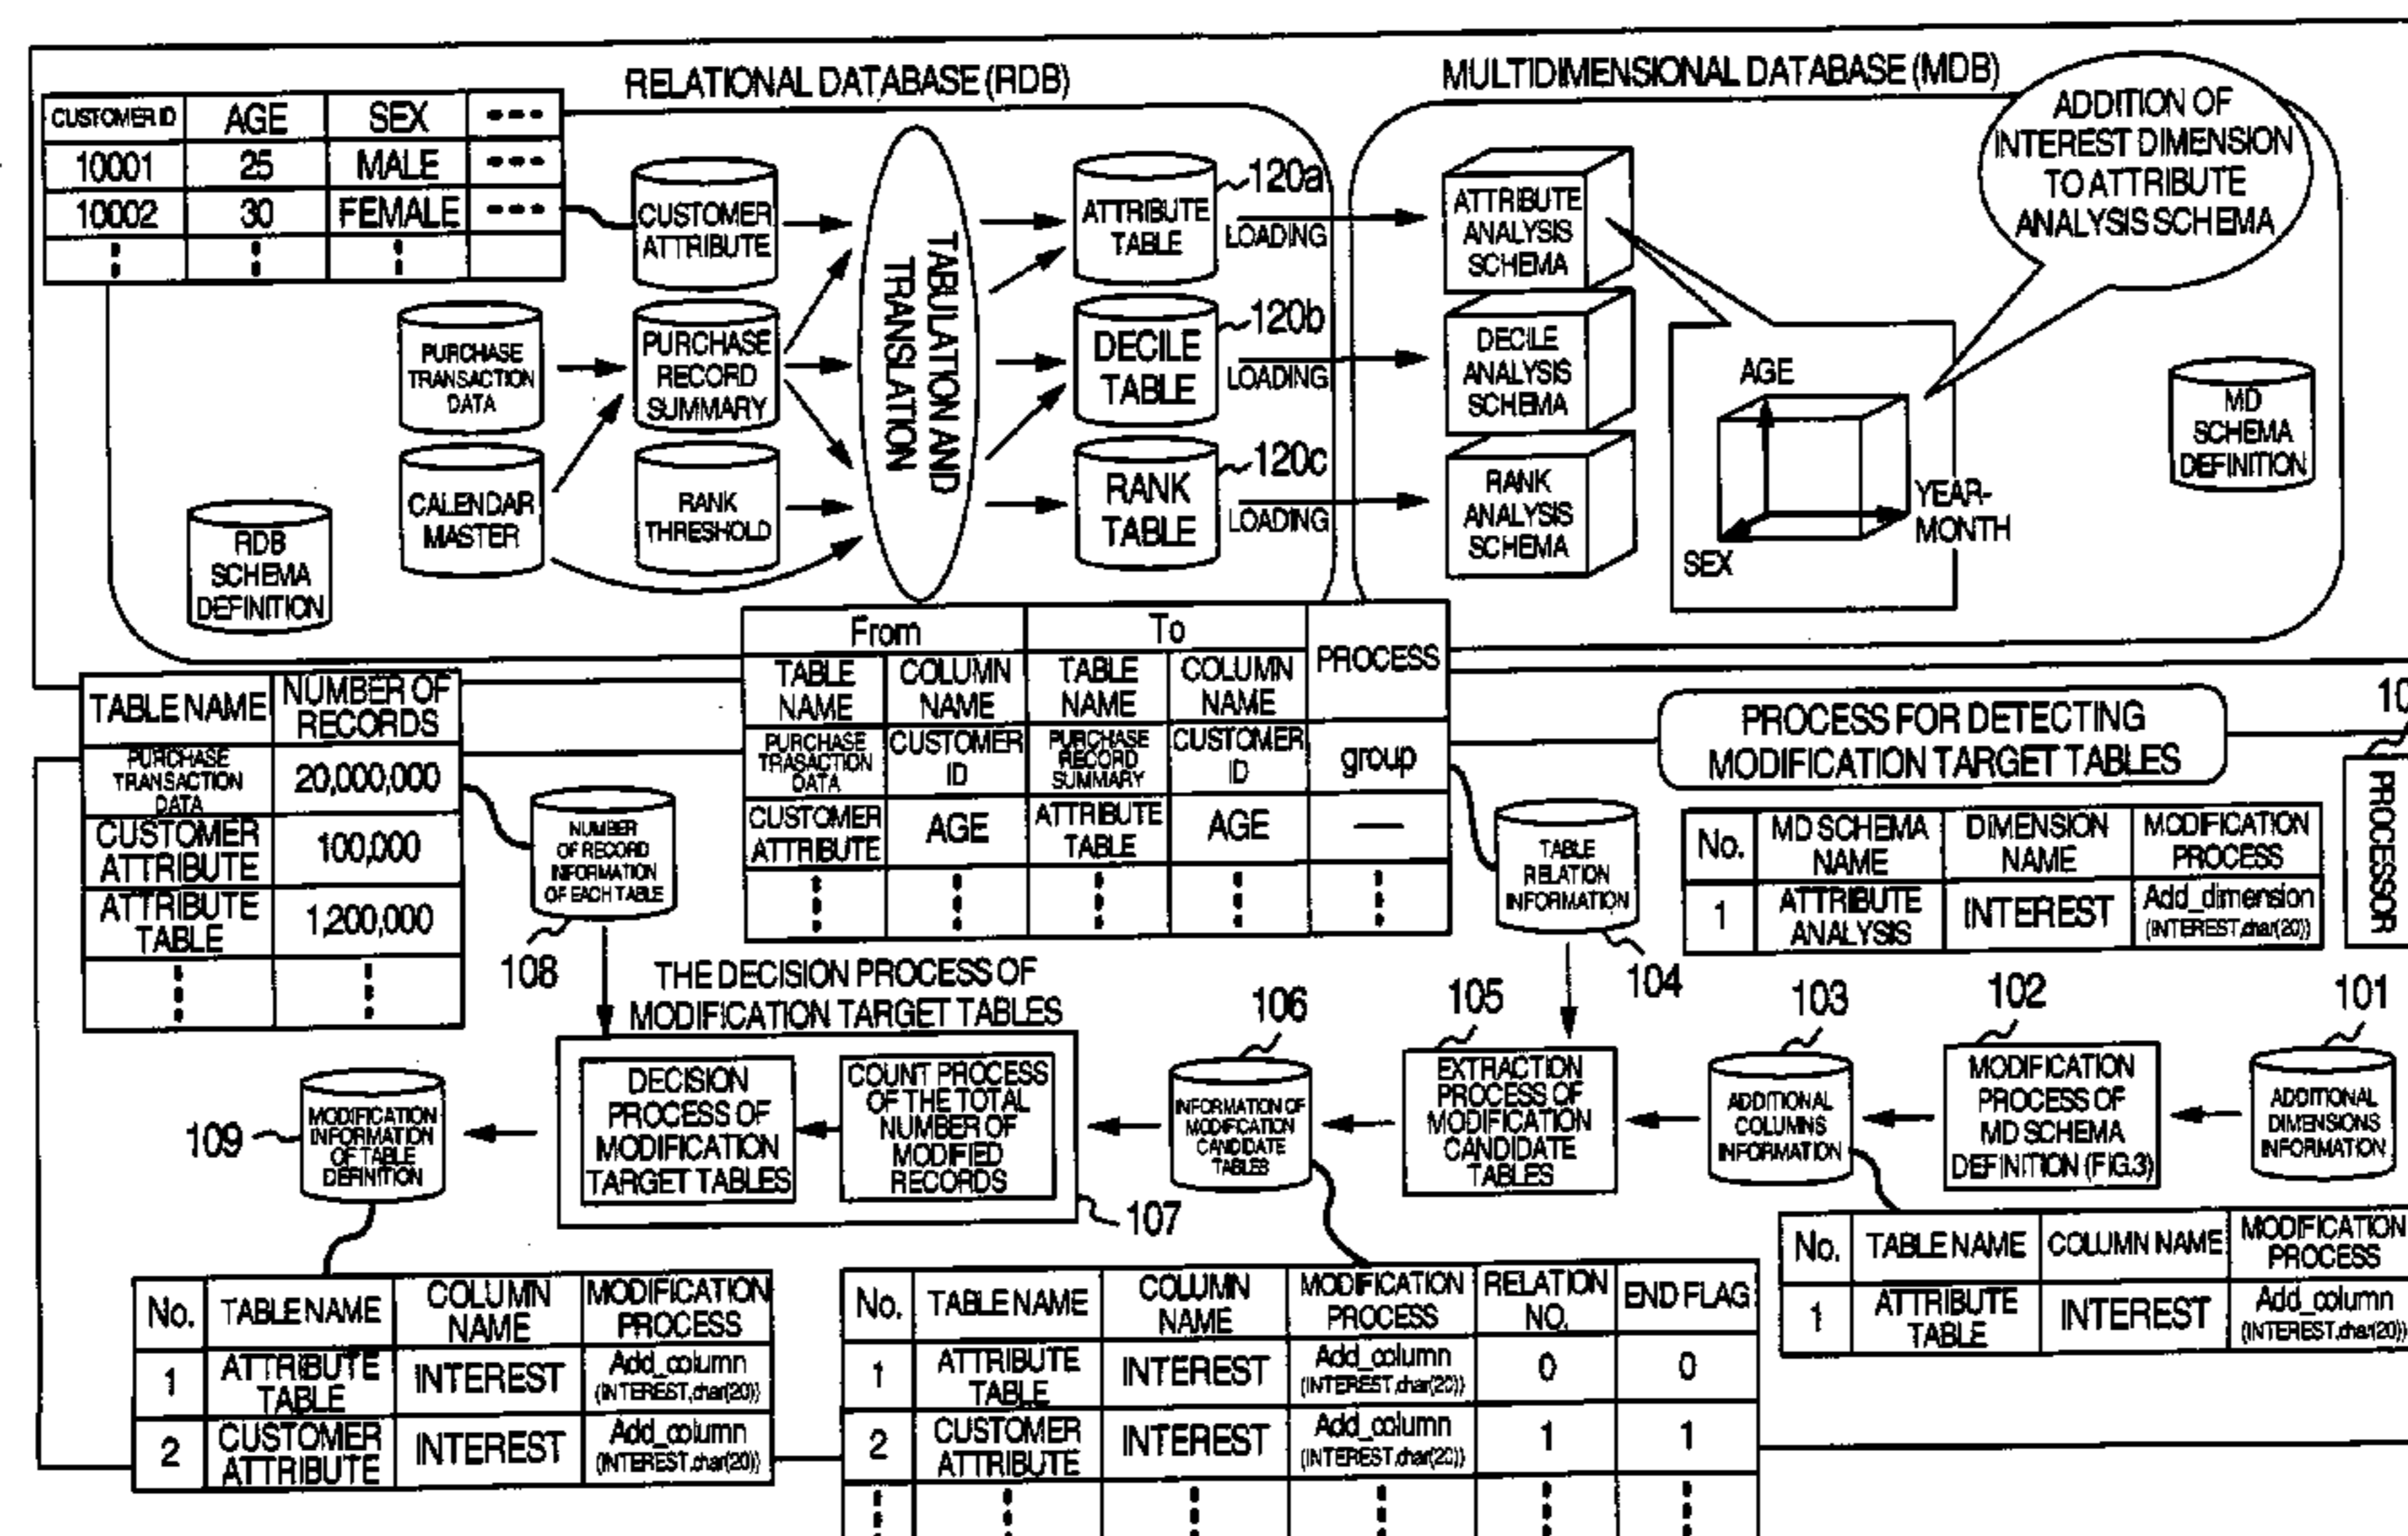 RELATIONAL DATABASE (RDB)
MULTIDIMENSIONAL DATABASE (MDB)
ADDITION OF
INTEREST DIMENSION
TO ATTRIBUTE
ANALYSIS SCHEMA
CUSTOMER ID AGE SEX ---
10001 25 MALE ---
10002 30 FEMALE ---
CUSTOMER
ATTRIBUTE
PURCHASE
TRANSACTION
DATA
PURCHASE
RECORD
SUMMARY
CALENDAR
MASTER
RANK
THRESHOLD
RDB
SCHEMA
DEFINITION
TABULATION AND
TRANSLATION
ATTRIBUTE
TABLE
120a
LOADING
DECILE
TABLE
120b
LOADING
RANK
TABLE
120c
LOADING
ATTRIBUTE
ANALYSIS
SCHEMA
DECILE
ANALYSIS
SCHEMA
RANK
ANALYSIS
SCHEMA
AGE
YEAR-
MONTH
SEX
MD
SCHEMA
DEFINITION
TABLE NAME
NUMBER OF
RECORDS
PURCHASE
TRANSACTION
DATA
20,000,000
CUSTOMER
ATTRIBUTE
100,000
ATTRIBUTE
TABLE
1,200,000
NUMBER
OF RECORD
INFORMATION
OF EACH TABLE
108
From To PROCESS
TABLE
NAME
COLUMN
NAME
TABLE
NAME
COLUMN
NAME
PURCHASE
TRASACTION
DATA
CUSTOMER
ID
PURCHASE
RECORD
SUMMARY
CUSTOMER
ID
group
CUSTOMER
ATTRIBUTE
AGE
ATTRIBUTE
TABLE
AGE
—
TABLE
RELATION
INFORMATION
104
PROCESS FOR DETECTING
MODIFICATION TARGET TABLES
PROCESSOR
No.
MD SCHEMA
NAME
DIMENSION
NAME
MODIFICATION
PROCESS
1
ATTRIBUTE
ANALYSIS
INTEREST
Add_dimension
(INTEREST,char(20))
THE DECISION PROCESS OF
MODIFICATION TARGET TABLES
109
MODIFICATION
INFORMATION
OF TABLE
DEFINITION
DECISION
PROCESS OF
MODIFICATION
TARGET TABLES
COUNT PROCESS
OF THE TOTAL
NUMBER OF
MODIFIED
RECORDS
107
106
INFORMATION OF
MODIFICATION
CANDIDATE
TABLES
105
EXTRACTION
PROCESS OF
MODIFICATION
CANDIDATE
TABLES
103
ADDITIONAL
COLUMNS
INFORMATION
102
MODIFICATION
PROCESS OF
MD SCHEMA
DEFINITION (FIG.3)
101
ADDITIONAL
DIMENSIONS
INFORMATION
No.
TABLE NAME
COLUMN NAME
MODIFICATION
PROCESS
1
ATTRIBUTE
TABLE
INTEREST
Add_column
(INTEREST,char(20))
No.
TABLE NAME
COLUMN
NAME
MODIFICATION
PROCESS
1
ATTRIBUTE
TABLE
INTEREST
Add_column
(INTEREST,char(20))
2
CUSTOMER
ATTRIBUTE
INTEREST
Add_column
(INTEREST,char(20))
No.
TABLE NAME
COLUMN
NAME
MODIFICATION
PROCESS
RELATION
NO.
END FLAG
1
ATTRIBUTE
TABLE
INTEREST
Add_column
(INTEREST,char(20))
0
0
2
CUSTOMER
ATTRIBUTE
INTEREST
Add_column
(INTEREST,char(20))
1
1